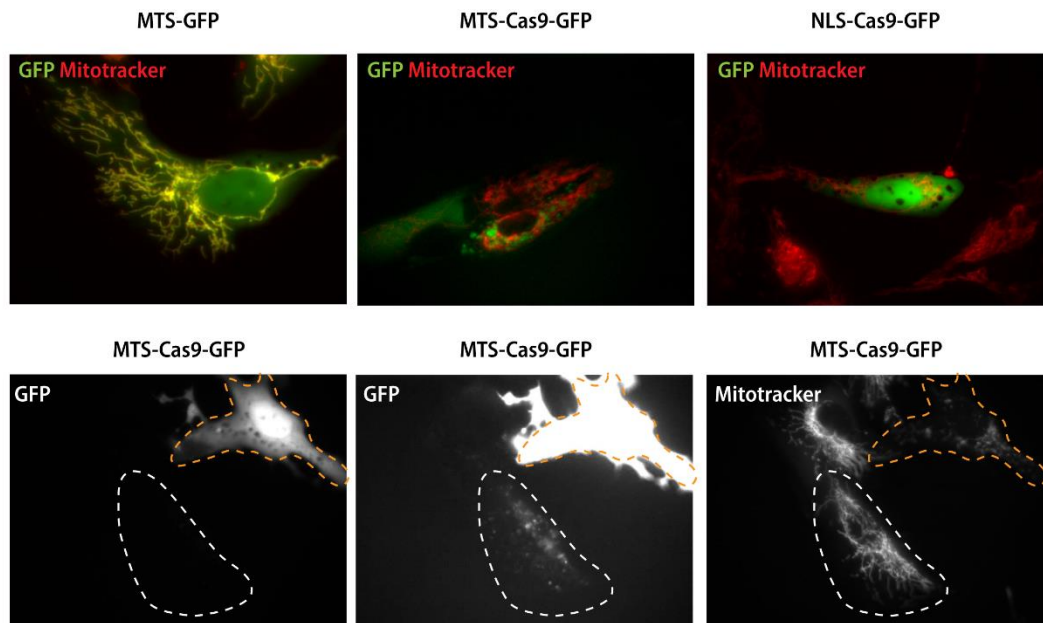 MTS-GFP
MTS-Cas9-GFP
NLS-Cas9-GFP
GFP Mitotracker
GFP Mitotracker
GFP Mitotracker
MTS-Cas9-GFP
MTS-Cas9-GFP
MTS-Cas9-GFP
GFP
GFP
Mitotracker